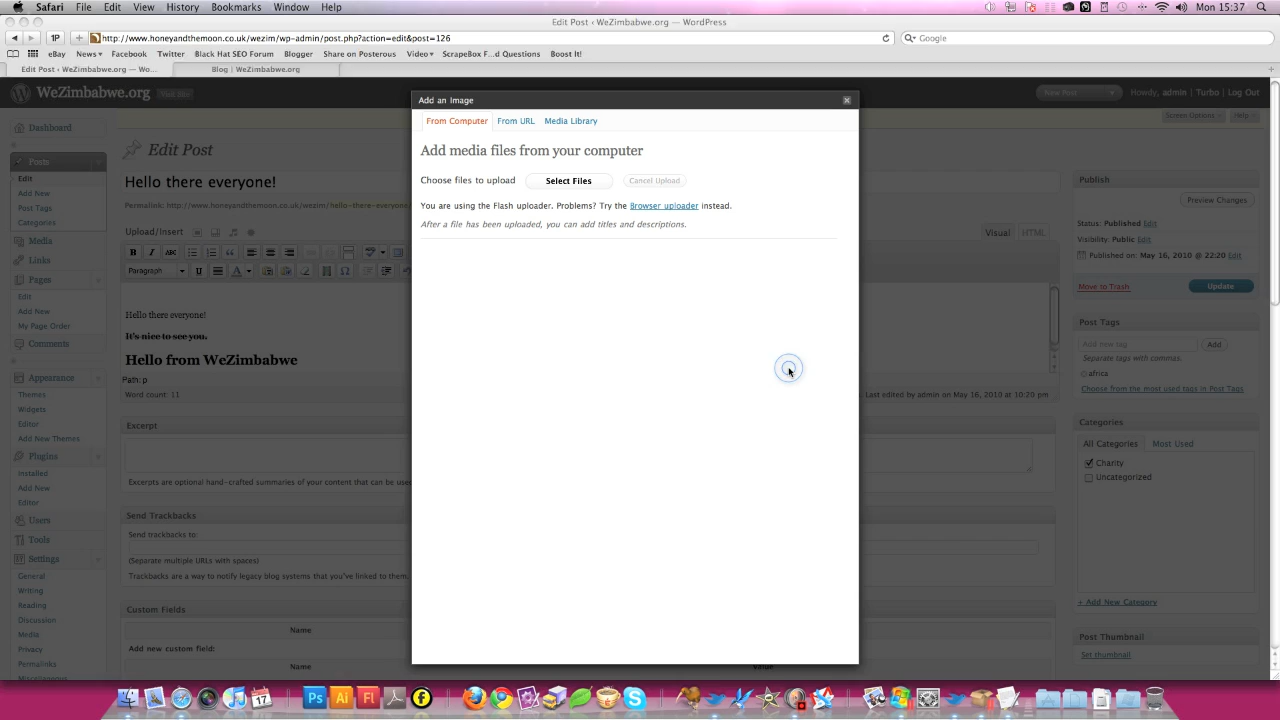 Safari File Edit View History Bookmarks Window Help Mon 15:37
Edit Post ‹ WeZimbabwe.org — WordPress
http://www.honeyandthemoon.co.uk/wezim/wp-admin/post.php?action=edit&post=126 Google
eBay News Facebook Twitter Black Hat SEO Forum Blogger Share on Posterous Video ScrapeBox F...d Questions Boost It!
Edit Post ‹ WeZimbabwe.org — Wo... Blog | WeZimbabwe.org
WeZimbabwe.org Visit Site New Post Howdy, admin | Turbo | Log Out
Screen Options Help
Dashboard
Posts
Edit
Add New
Post Tags
Categories
Media
Links
Pages
Edit
Add New
My Page Order
Comments
Appearance
Themes
Widgets
Editor
Add New Themes
Plugins
Installed
Add New
Editor
Users
Tools
Settings
General
Writing
Reading
Discussion
Media
Privacy
Permalinks
Miscellaneous
Edit Post
Hello there everyone!
Permalink: http://www.honeyandthemoon.co.uk/wezim/hello-there-everyone
Upload/Insert Visual HTML
B I ABC
Paragraph U A
Hello there everyone!
It's nice to see you.
Hello from WeZimbabwe
Path: p
Word count: 11 Last edited by admin on May 16, 2010 at 10:20 pm
Excerpt
Excerpts are optional hand-crafted summaries of your content that can be use
Send Trackbacks
Send trackbacks to:
(Separate multiple URLs with spaces)
Trackbacks are a way to notify legacy blog systems that you've linked to them.
Custom Fields
Name
Add new custom field:
Name Value
Add an Image
From Computer From URL Media Library
Add media files from your computer
Choose files to upload Select Files Cancel Upload
You are using the Flash uploader. Problems? Try the Browser uploader instead.
After a file has been uploaded, you can add titles and descriptions.
Publish
Preview Changes
Status: Published Edit
Visibility: Public Edit
Published on: May 16, 2010 @ 22:20 Edit
Move to Trash Update
Post Tags
Add new tag Add
Separate tags with commas.
africa
Choose from the most used tags in Post Tags
Categories
All Categories Most Used
Charity
Uncategorized
+ Add New Category
Post Thumbnail
Set thumbnail
17 Ps Ai Fl f